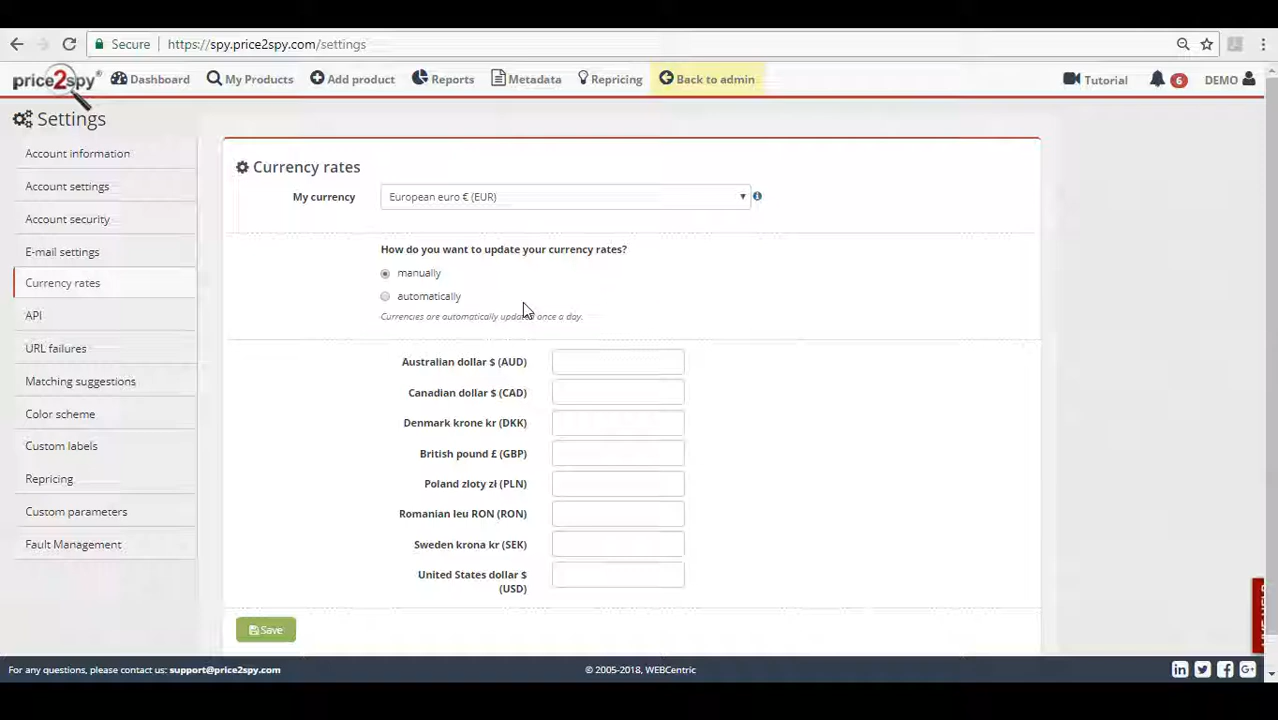 Secure https://spy.price2spy.com/settings
price2spy® Dashboard My Products Add product Reports Metadata Repricing Back to admin Tutorial 6 DEMO
Settings
Account information
Account settings
Account security
E-mail settings
Currency rates
API
URL failures
Matching suggestions
Color scheme
Custom labels
Repricing
Custom parameters
Fault Management
Currency rates
My currency European euro € (EUR)
How do you want to update your currency rates?
manually
automatically
Currencies are automatically once a day.
Australian dollar $ (AUD)
Canadian dollar $ (CAD)
Denmark krone kr (DKK)
British pound £ (GBP)
Poland złoty zł (PLN)
Romanian leu RON (RON)
Sweden krona kr (SEK)
United States dollar $
(USD)
Save
For any questions, please contact us: support@price2spy.com © 2005-2018, WEBCentric